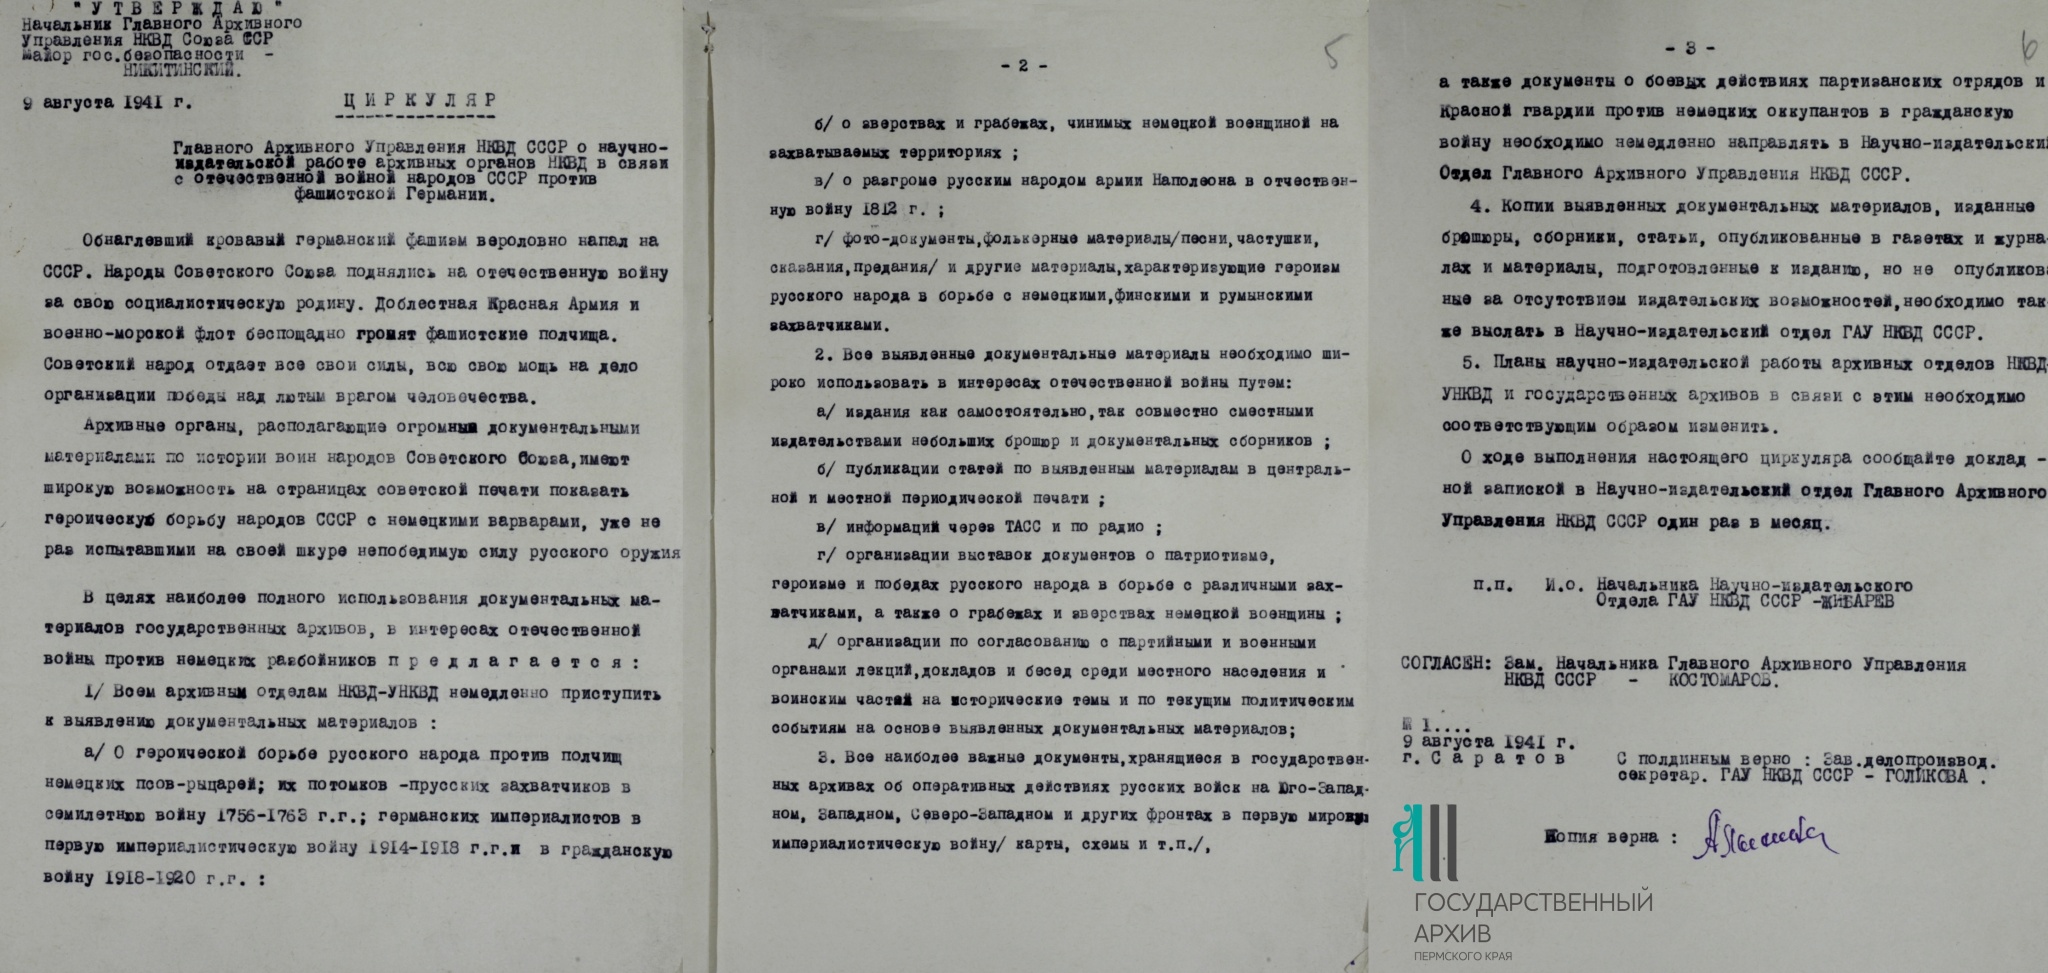 "У Т В Е Р Ж Д А Ю"
Начальник Главного Архивного
Управления НКВД Союза ССР
Майор гос.безопасности -
НИКИТИНСКИЙ.
9 августа 1941 г.
Ц И Р К У Л Я Р
Главного Архивного Управления НКВД СССР о научно-
издательской работе архивных органов НКВД в связи
с отечественной войной народов СССР против
фашистской Германии.
Обнаглевший кровавый германский фашизм вероломно напал на
СССР. Народы Советского Союза поднялись на отечественную войну
за свою социалистическую родину. Доблестная Красная Армия и
военно-морской флот беспощадно громят фашистские полчища.
Советский народ отдает все свои силы, всю свою мощь на дело
организации победы над лютым врагом человечества.
Архивные органы, располагающие огромным документальными
материалами по истории воин народов Советского Союза,имеют
широкую возможность на страницах советской печати показать
героическую борьбу народов СССР с немецкими варварами, уже не
раз испытавшими на своей шкуре непобедимую силу русского оружия
В целях наиболее полного использования документальных ма-
териалов государственных архивов, в интересах отечественной
войны против немецких разбойников п р е д л а г а е т с я :
1/ Всем архивным отделам НКВД-УНКВД немедленно приступить
к выявлению документальных материалов :
а/ О героической борьбе русского народа против полчищ
немецких псов-рыцарей; их потомков -прусских захватчиков в
семилетнюю войну 1756-1763 г.г.; германских империалистов в
первую империалистическую войну 1914-1918 г.г.и в гражданскую
войну 1918-1920 г.г. :
- 2 -
5
б/ о зверствах и грабежах, чинимых немецкой военщиной на
захватываемых территориях ;
в/ о разгроме русским народом армии Наполеона в отчествен-
ную войну 1812 г. ;
г/ фото-документы,фолькерные материалы/песни,частушки,
сказания,предания/ и другие материалы,характеризующие героизм
русского народа в борьбе с немецкими,финскими и румынскими
захватчиками.
2. Все выявленные документальные материалы необходимо ши-
роко использовать в интересах отечественной войны путем:
а/ издания как самостоятельно,так совместно сместными
издательствами небольших брошюр и документальных сборников ;
б/ публикации статей по выявленным материалам в централь-
ной и местной периодической печати ;
в/ информаций через ТАСС и по радио ;
г/ организации выставок документов о патриотизме,
героизме и победах русского народа в борьбе с различными зах-
ватчиками, а также о грабежах и зверствах немецкой военщины ;
д/ организации по согласованию с партийными и военными
органами лекций,докладов и бесед среди местного населения и
воинским частей на исторические темы и по текущим политическим
событиям на основе выявленных документальных материалов;
3. Все наиболее важные документы,хранящиеся в государствен-
ных архивах об оперативных действиях русских войск на Юго-Запад-
ном, Западном, Северо-Западном и других фронтах в первую мировую
империалистическую войну/ карты, схемы и т.п./,
- 3 -
6
а также документы о боевых действиях партизанских отрядов и
Красной гвардии против немецких оккупантов в гражданскую
войну необходимо немедленно направлять в Научно-издательский
Отдел Главного Архивного Управления НКВД СССР.
4. Копии выявленных документальных материалов, изданные
брошюры, сборники, статьи, опубликованные в газетах и журна-
лах и материалы, подготовленные к изданию, но не опубликова
ные за отсутствием издательских возможностей,необходимо так-
же выслать в Научно-издательский отдел ГАУ НКВД СССР.
5. Планы научно-издательской работы архивных отделов НКВД-
УНКВД и государственных архивов в связи с этим необходимо
соответствующим образом изменить.
О ходе выполнения настоящего циркуляра сообщайте доклад -
ной запиской в Научно-издательский отдел Главного Архивного
Управления НКВД СССР один раз в месяц.
п.п. И.о. Начальника Научно-издательского
Отдела ГАУ НКВД СССР -ЖИБАРЕВ
СОГЛАСЕН: Зам. Начальника Главного Архивного Управления
НКВД СССР - КОСТОМАРОВ.
№ 1....
9 августа 1941 г.
г. С а р а т о в
С полдинным верно : Зав.делопроизвод.
секретар. ГАУ НКВД СССР - ГОЛИКОВА .
Копия верна :
ГОСУДАРСТВЕННЫЙ
АРХИВ
ПЕРМСКОГО КРАЯ